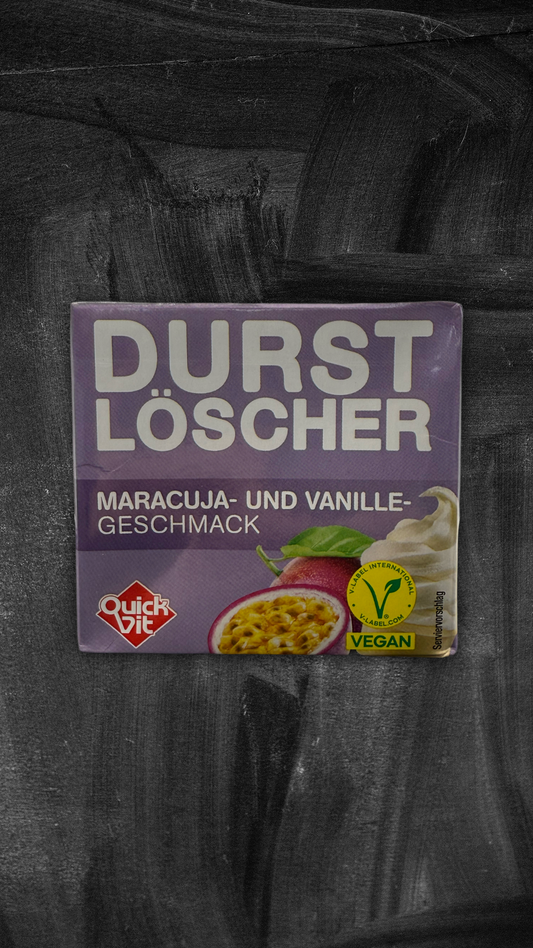 DURST
LÖSCHER
MARACUJA- UND VANILLE-
GESCHMACK
Quick
Vit
V-LABEL INTERNATIONAL
V-LABEL.COM
VEGAN
Serviervorschlag